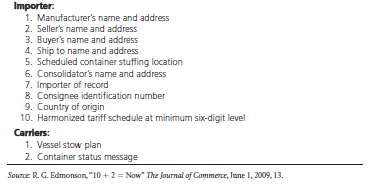 Importer:
1. Manufacturer's name and address
2. Seller's name and address
3. Buyer's name and address
4. Ship to name and address
5. Scheduled container stuffing location
6. Consolidator's name and address
7. Importer of record
8. Consignee identification number
9. Country of origin
10. Harmonized tariff schedule at minimum six-digit level
Carriers:
1. Vessel stow plan
2. Container status message
Source: R. G. Edmonson, "10 + 2 = Now" The Journal of Commerce, June 1, 2009, 13.